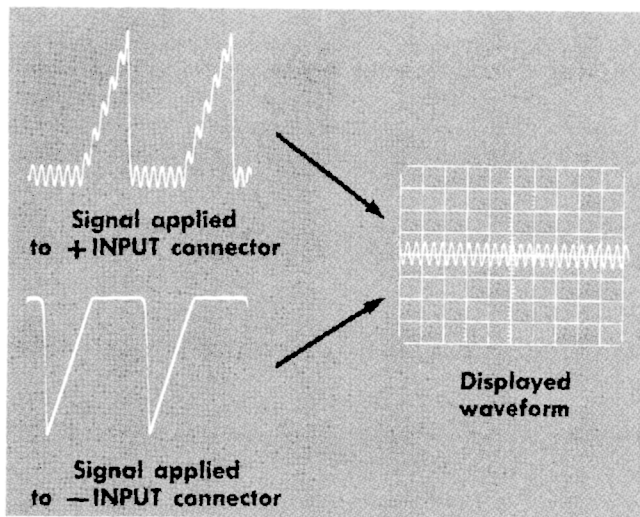 Signal applied
to +INPUT connector
Displayed
waveform
Signal applied
to —INPUT connector